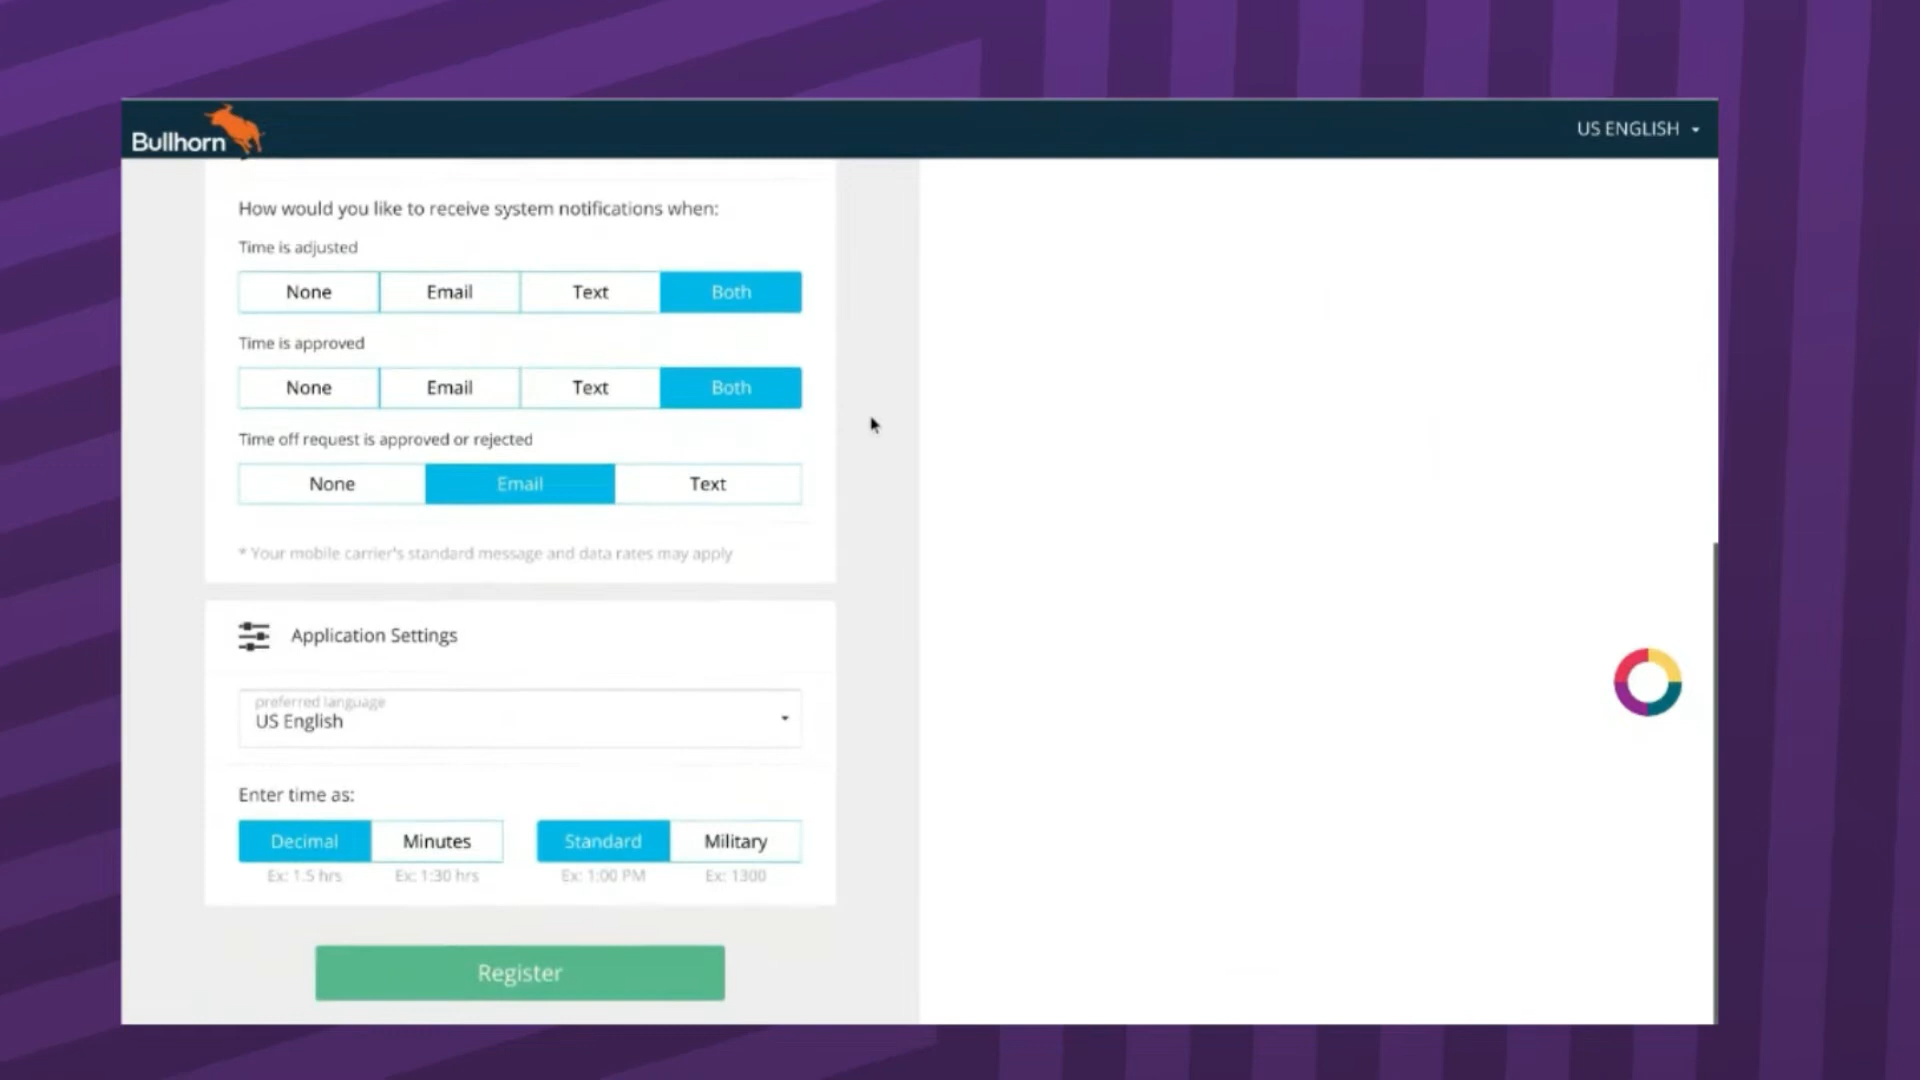 Bullhorn
US ENGLISH
How would you like to receive system notifications when:
Time is adjusted
None Email Text Both
Time is approved
None Email Text Both
Time off request is approved or rejected
None Email Text
* Your mobile carrier's standard message and data rates may apply
Application Settings
preferred language
US English
Enter time as:
Decimal Minutes Standard Military
Ex: 1.5 hrs Ex: 1:30 hrs Ex: 1:00 PM Ex: 1300
Register